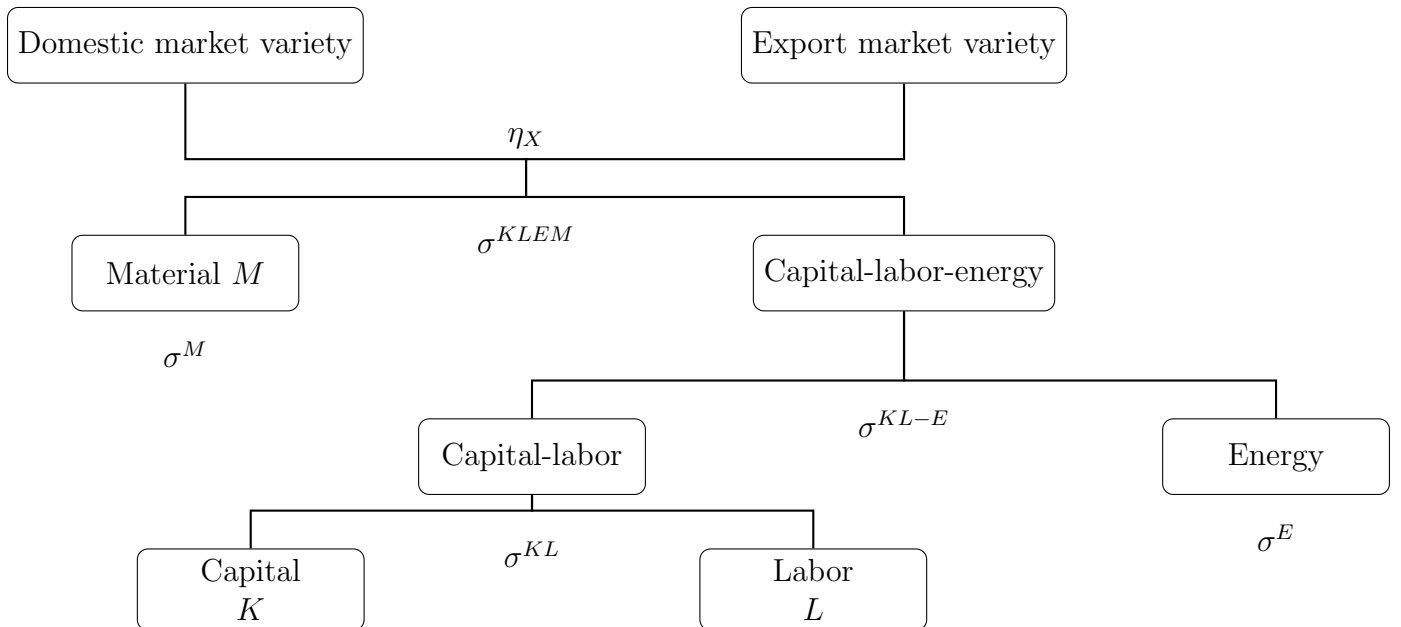 Domestic market variety
Export market variety
η_X
σ^{KLEM}
Material M
Capital-labor-energy
σ^M
σ^{KL−E}
Capital-labor
Energy
σ^{KL}
σ^E
Capital
K
Labor
L